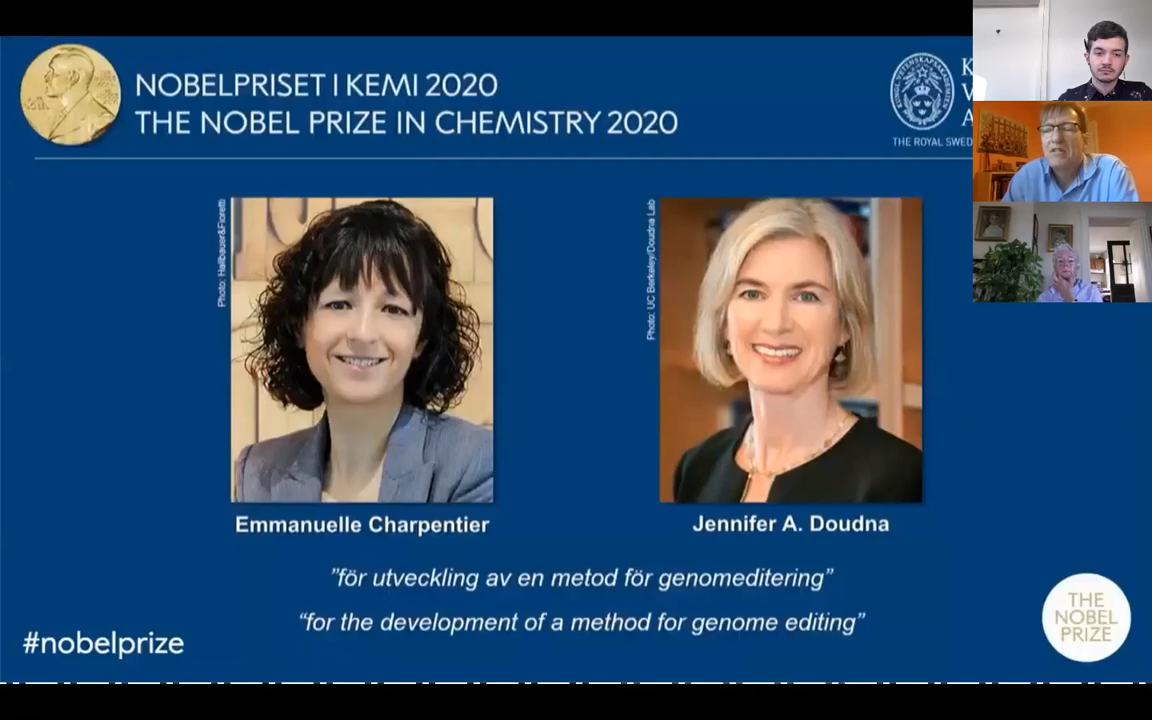 NOBELPRISET I KEMI 2020
THE NOBEL PRIZE IN CHEMISTRY 2020
THE ROYAL SWED
Photo: Hallbauer&Fioretti
Photo: UC Berkeley/Doudna Lab
Emmanuelle Charpentier
Jennifer A. Doudna
”för utveckling av en metod för genomeditering”
“for the development of a method for genome editing”
#nobelprize
THE
NOBEL
PRIZE